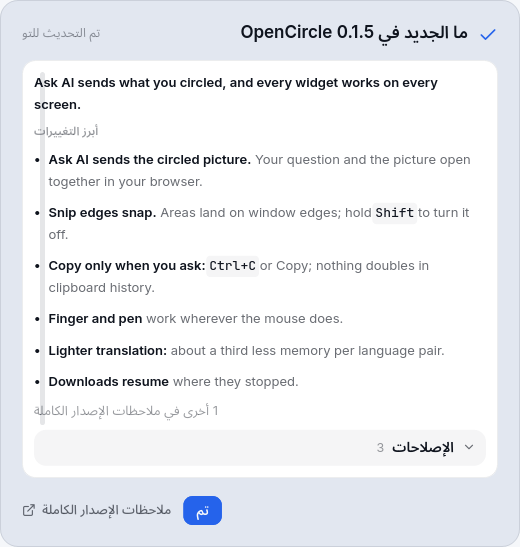 ما الجديد في OpenCircle 0.1.5
تم التحديث للتو
Ask AI sends what you circled, and every widget works on every
screen.
أبرز التغييرات
• Ask AI sends the circled picture. Your question and the picture open
together in your browser.
• Snip edges snap. Areas land on window edges; hold Shift to turn it
off.
• Copy only when you ask: Ctrl+C or Copy; nothing doubles in
clipboard history.
• Finger and pen work wherever the mouse does.
• Lighter translation: about a third less memory per language pair.
• Downloads resume where they stopped.
1 أخرى في ملاحظات الإصدار الكاملة
الإصلاحات 3
تم
ملاحظات الإصدار الكاملة